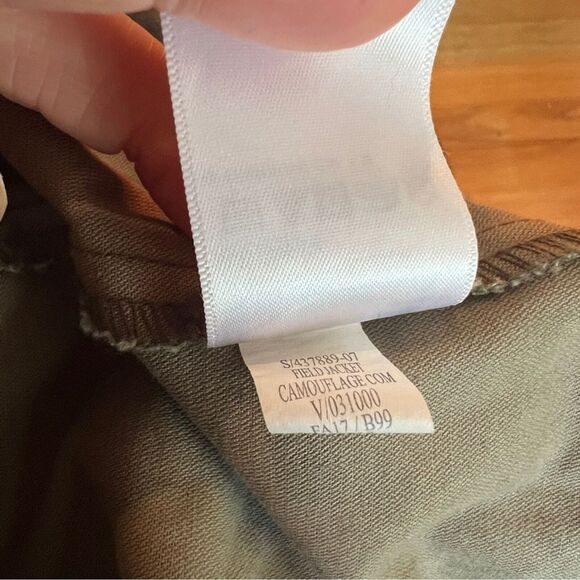 S/437889-07
FIELD JACKET
CAMOUFLAGE COM
V/031000
FA17 / B99